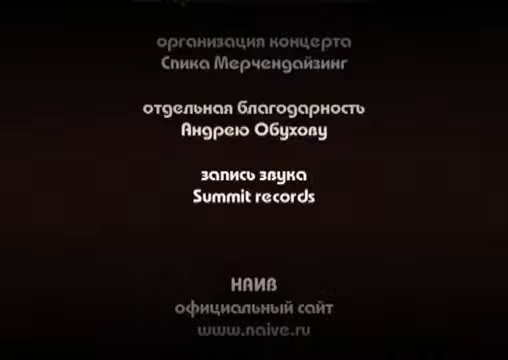 организация концерта
Спика Мерчендайзинг
отдельная благодарность
Андрею Обухову
запись звука
Summit records
НАИВ
официальный сайт
www.naive.ru